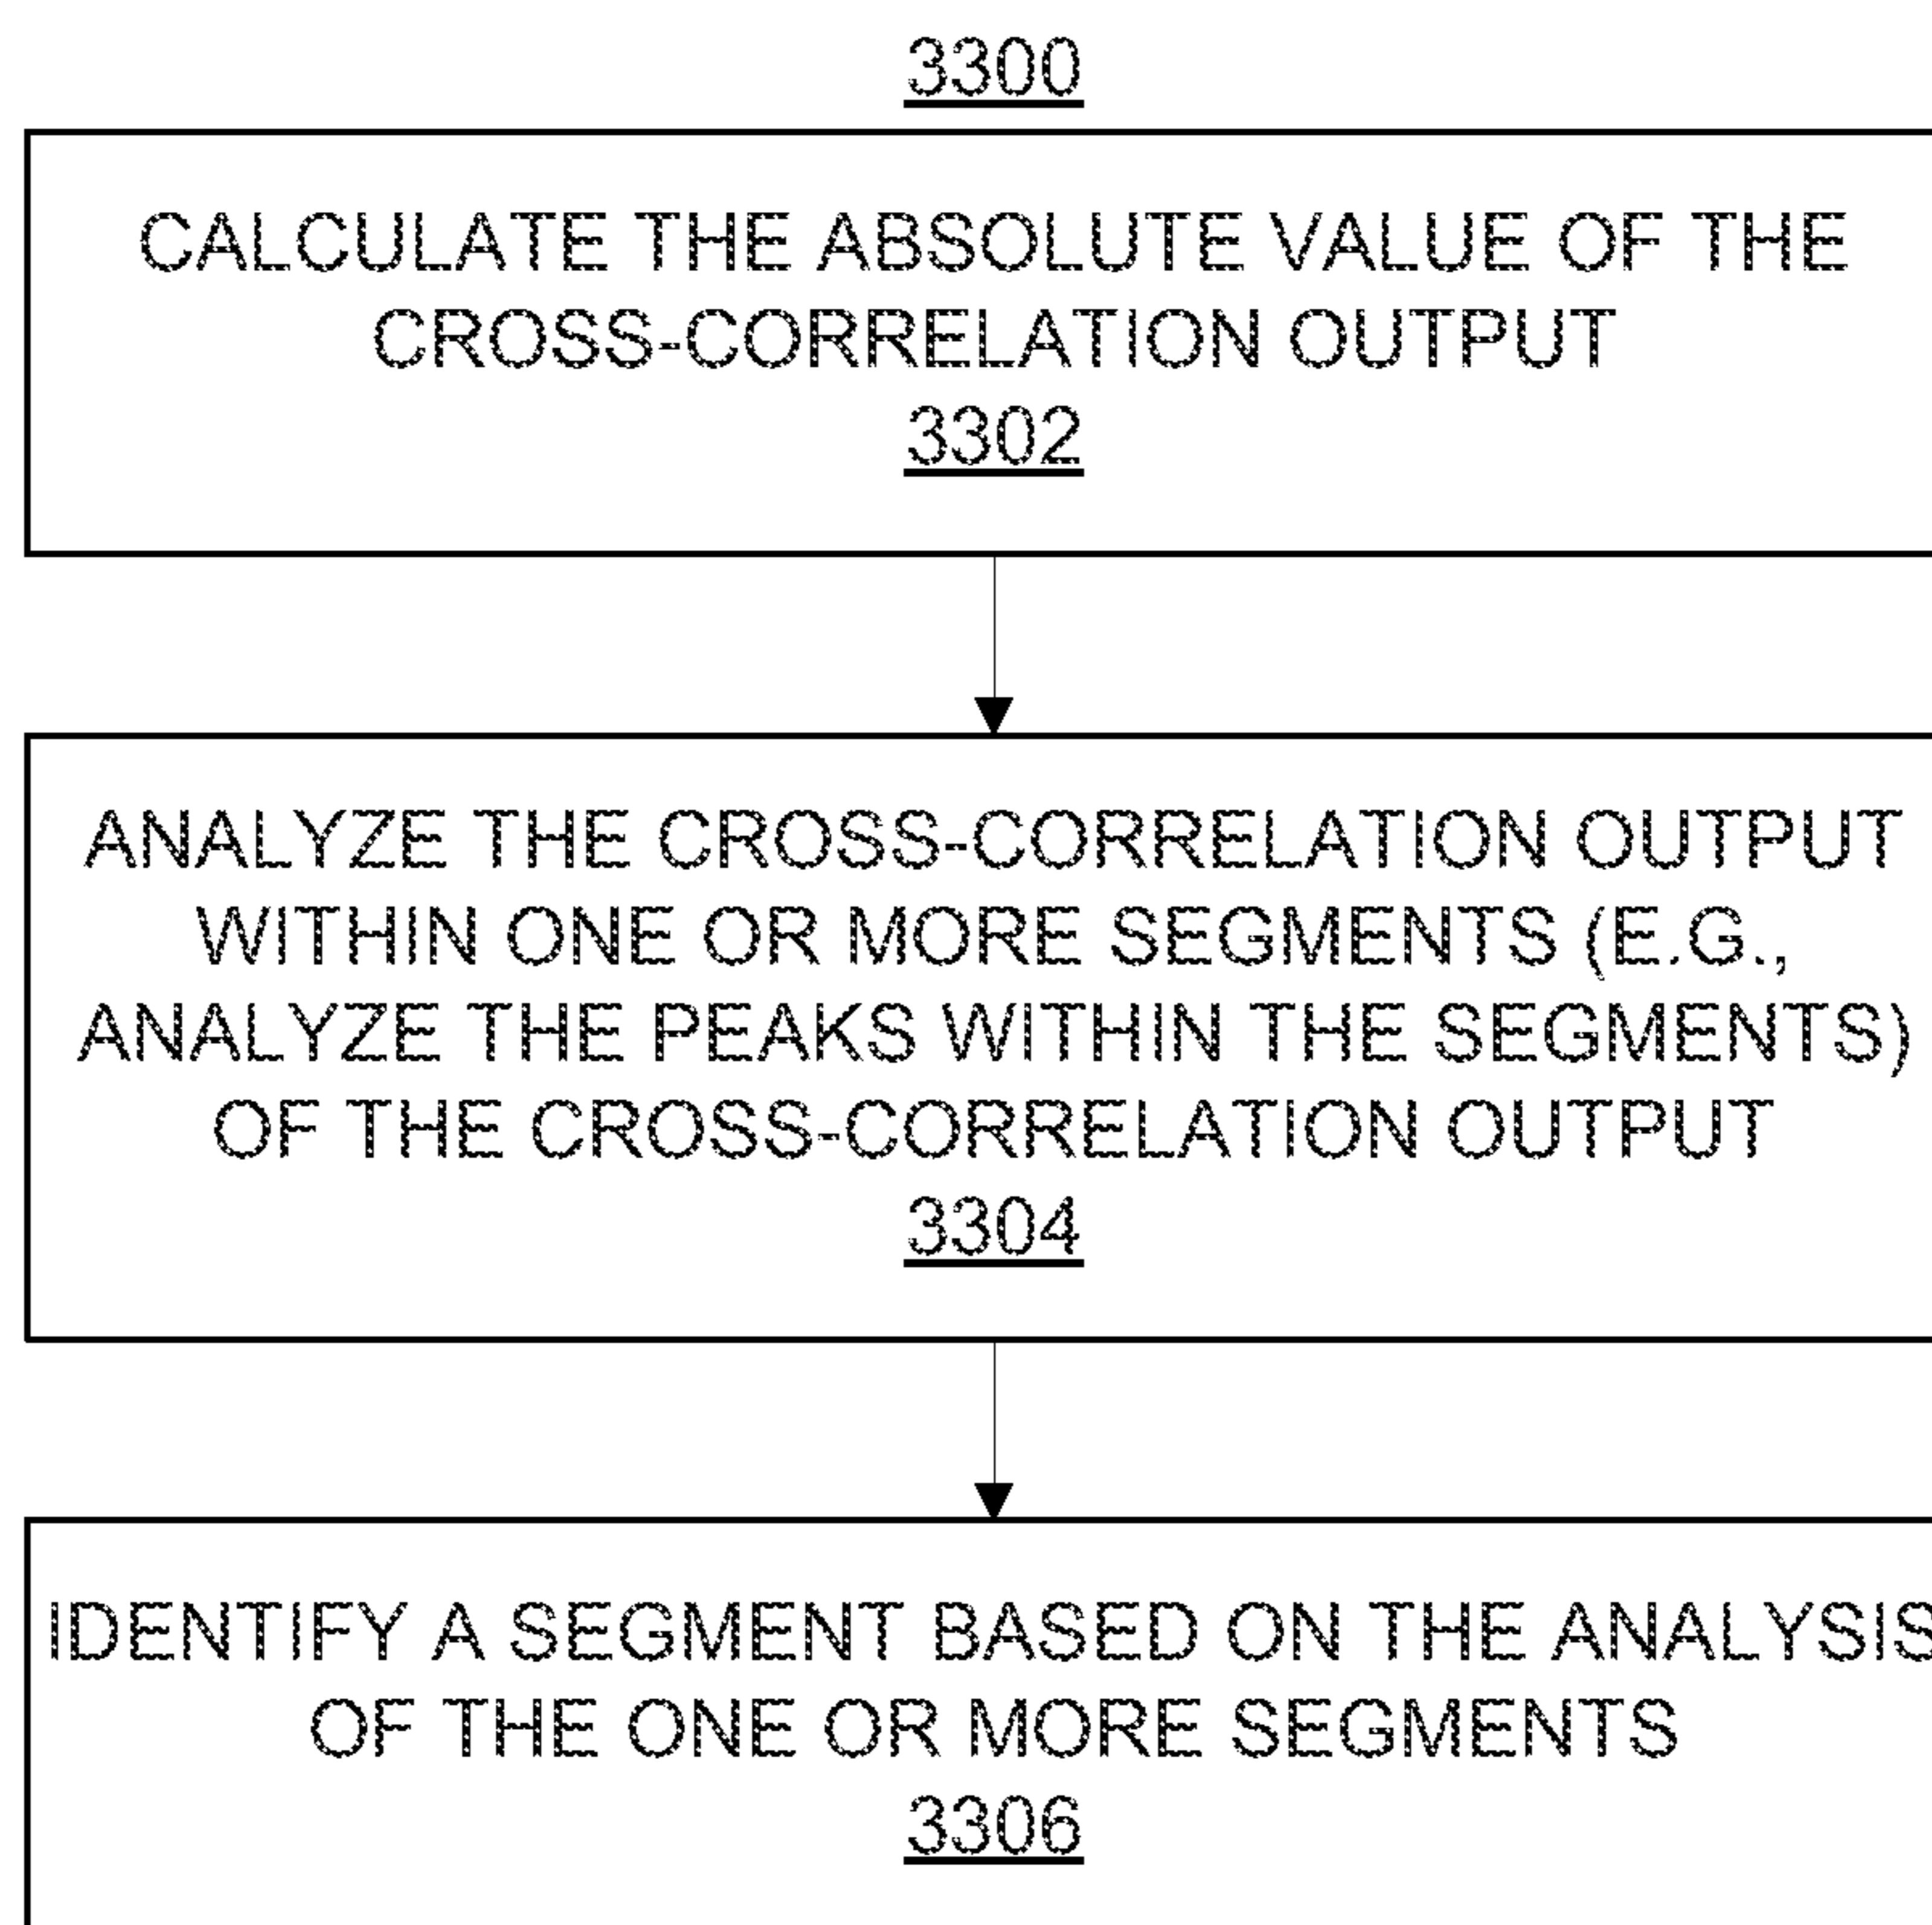 3300
CALCULATE THE ABSOLUTE VALUE OF THE
CROSS-CORRELATION OUTPUT
3302
ANALYZE THE CROSS-CORRELATION OUTPUT
WITHIN ONE OR MORE SEGMENTS (E.G.,
ANALYZE THE PEAKS WITHIN THE SEGMENTS)
OF THE CROSS-CORRELATION OUTPUT
3304
IDENTIFY A SEGMENT BASED ON THE ANALYSIS
OF THE ONE OR MORE SEGMENTS
3306